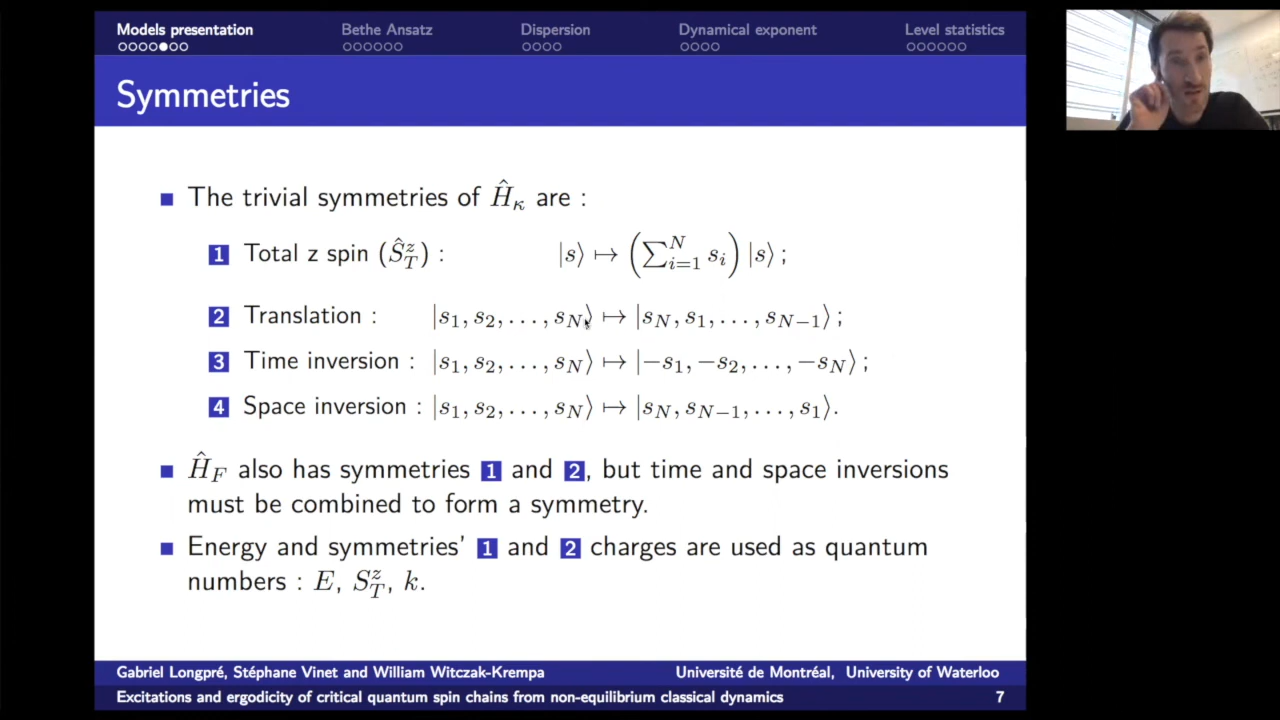 Models presentation Bethe Ansatz Dispersion Dynamical exponent Level statistics
Symmetries
The trivial symmetries of Ĥ_κ are :
1 Total z spin (Ŝ^z_T) : |s⟩ ↦ (∑_{i=1}^N s_i) |s⟩ ;
2 Translation : |s_1, s_2, . . . , s_N⟩ ↦ |s_N, s_1, . . . , s_{N−1}⟩ ;
3 Time inversion : |s_1, s_2, . . . , s_N⟩ ↦ |−s_1, −s_2, . . . , −s_N⟩ ;
4 Space inversion : |s_1, s_2, . . . , s_N⟩ ↦ |s_N, s_{N−1}, . . . , s_1⟩.
Ĥ_F also has symmetries 1 and 2, but time and space inversions
must be combined to form a symmetry.
Energy and symmetries' 1 and 2 charges are used as quantum
numbers : E, S^z_T, k.
Gabriel Longpré, Stéphane Vinet and William Witczak-Krempa Université de Montréal, University of Waterloo
Excitations and ergodicity of critical quantum spin chains from non-equilibrium classical dynamics 7